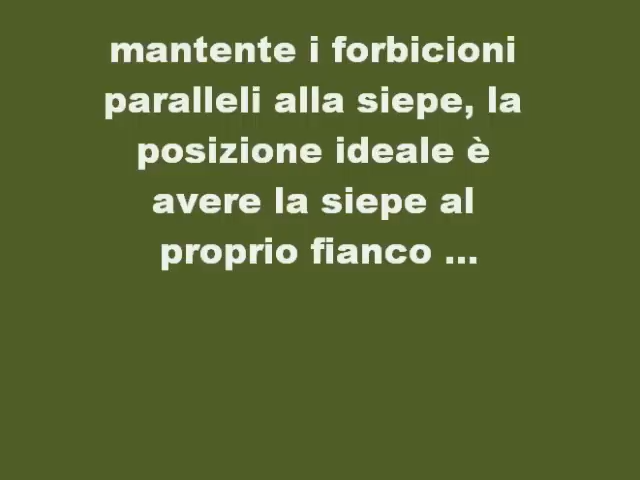 mantente i forbicioni
paralleli alla siepe, la
posizione ideale è
avere la siepe al
proprio fianco ...